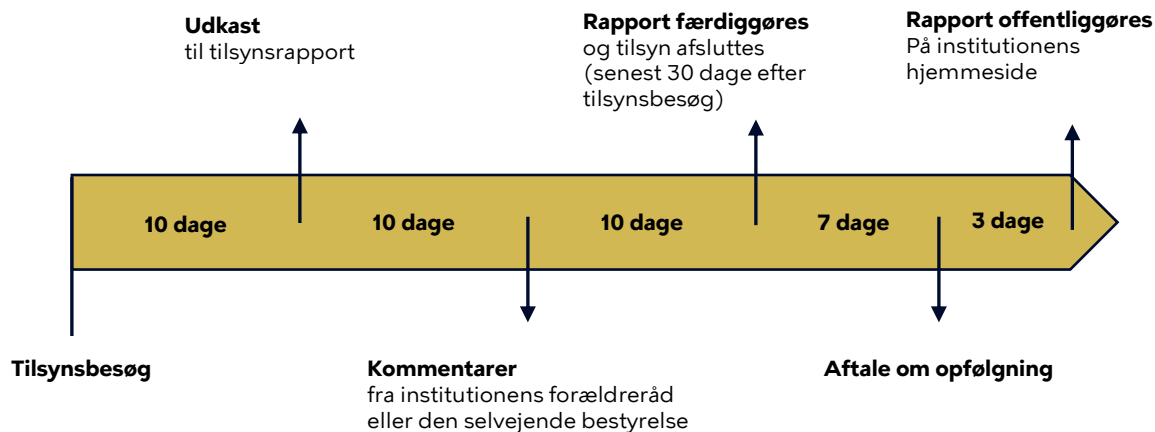 Udkast
til tilsynsrapport
Rapport færdiggøres
og tilsyn afsluttes
(senest 30 dage efter
tilsynsbesøg)
Rapport offentliggøres
På institutionens
hjemmeside
10 dage
10 dage
10 dage
7 dage
3 dage
Tilsynsbesøg
Kommentarer
fra institutionens forældreråd
eller den selvejende bestyrelse
Aftale om opfølgning